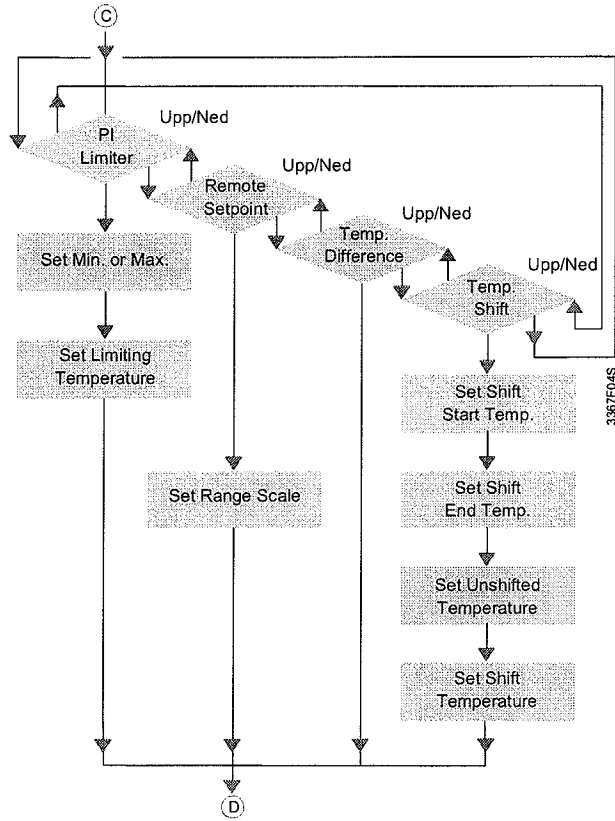 C
PI
Limiter
Upp/Ned
Remote
Setpoint
Upp/Ned
Temp.
Difference
Upp/Ned
Temp.
Shift
Upp/Ned
Set Min. or Max.
Set Limiting
Temperature
Set Range Scale
Set Shift
Start Temp.
Set Shift
End Temp.
Set Unshifted
Temperature
Set Shift
Temperature
D
3367F04S